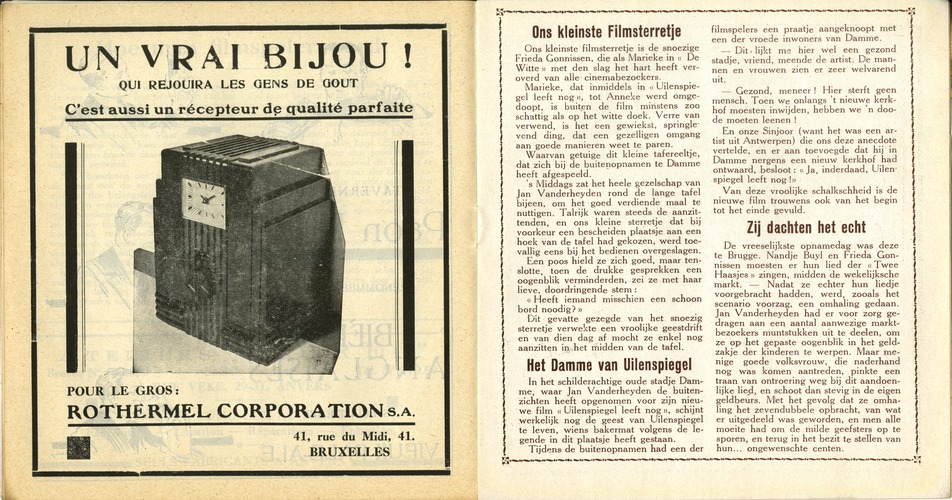 UN VRAI BIJOU !
QUI REJOUIRA LES GENS DE GOUT
C'est aussi un récepteur de qualité parfaite
POUR LE GROS :
ROTHERMEL CORPORATION S.A.
41, rue du Midi, 41.
BRUXELLES
Ons kleinste Filmsterretje
Ons kleinste filmsterretje is de snoezige
Frieda Gonnissen, die als Marieke in « De
Witte » met den slag het hart heeft ver-
overd van alle cinemabezoekers.
Marieke, dat inmiddels in « Uilenspie-
gel leeft nog », tot Anneke werd omge-
doopt, is buiten de film minstens zoo
schattig als op het witte doek. Verre van
verwend, is het een gewiekst, springle-
vend ding, dat een gezelligen omgang
aan goede manieren weet te paren.
Waarvan getuige dit kleine tafereeltje,
dat zich bij de buitenopnamen te Damme
heeft afgespeeld.
's Middags zat het heele gezelschap van
Jan Vanderheyden rond de lange tafel
bijeen, om het goed verdiende maal te
nuttigen. Talrijk waren steeds de aanzit-
tenden, en ons kleine sterretje dat bij
voorkeur een bescheiden plaatsje aan een
hoek van de tafel had gekozen, werd toe-
vallig eens bij het bedienen overgeslagen.
Een poos hield ze zich goed, maar ten-
slotte, toen de drukke gesprekken een
oogenblik verminderden, zei ze met haar
lieve, doordringende stem :
« Heeft iemand misschien een schoon
bord noodig? »
Dit gevatte gezegde van het snoezig
sterretje verwekte een vroolijke geestdrift
en van dien dag af mocht ze enkel nog
aanzitten in het midden van de tafel.
Het Damme van Uilenspiegel
In het schilderachtige oude stadje Dam-
me, waar Jan Vanderheyden de buiten-
zichten heeft opgenomen voor zijn nieu-
we film « Uilenspiegel leeft nog », schijnt
werkelijk nog de geest van Uilenspiegel
te leven, wiens bakermat volgens de le-
gende in dit plaatsje heeft gestaan.
Tijdens de buitenopnamen had een der
filmspelers een praatje aangeknoopt met
een der vroede inwoners van Damme.
— Dit lijkt me hier wel een gezond
stadje, vriend, meende de artist. De man-
nen en vrouwen zien er zeer welvarend
uit.
— Gezond, meneer ! Hier sterft geen
mensch. Toen we onlangs 't nieuwe kerk-
hof moesten inwijden, hebben we 'n doo-
de moeten leenen !
En onze Sinjoor (want het was een ar-
tist uit Antwerpen) die ons deze anecdote
vertelde, en er aan toevoegde dat hij in
Damme nergens een nieuw kerkhof had
ontwaard, besloot : « Ja, inderdaad, Uilen-
spiegel leeft nog !»
Van deze vroolijke schalkschheid is de
nieuwe film trouwens ook van het begin
tot het einde gevuld.
Zij dachten het echt
De vreeselijkste opnamedag was deze
te Brugge. Nandje Buyl en Frieda Gon-
nissen moesten er hun lied der « Twee
Haasjes » zingen, midden de wekelijksche
markt. — Nadat ze echter hun liedje
voorgebracht hadden, werd, zooals het
scenario voorzag, een omhaling gedaan.
Jan Vanderheyden had er voor zorg ge-
dragen aan een aantal aanwezige markt-
bezoekers muntstukken uit te deelen, om
ze op het gepaste oogenblik in het geld-
zakje der kinderen te werpen. Maar me-
nige goede volksvrouw, die naderhand
nog was komen aantreden, pinkte een
traan van ontroering weg bij dit aandoen-
lijke lied, en schoot dan stevig in de eigen
geldbeurs. Met het gevolg dat ze omha-
ling het zevendubbele opbracht, van wat
er uitgedeeld was geworden, en men alle
moeite had om de milde geefsters op te
sporen, en terug in het bezit te stellen van
hun... ongewenschte centen.